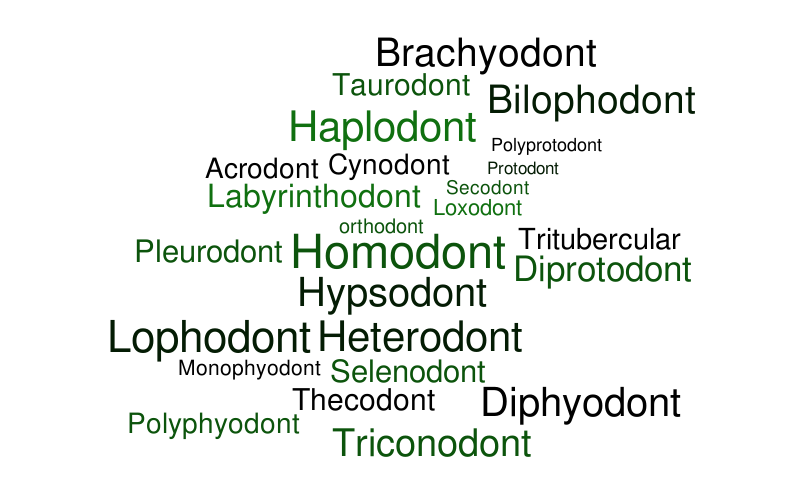 Brachyodont
Taurodont
Bilophodont
Haplodont
Polyprotodont
Acrodont Cynodont Protodont
Secodont
Labyrinthodont Loxodont
orthodont
Pleurodont Homodont Tritubercular
Diprotodont
Hypsodont
Lophodont Heterodont
Monophyodont Selenodont
Thecodont Diphyodont
Polyphyodont
Triconodont